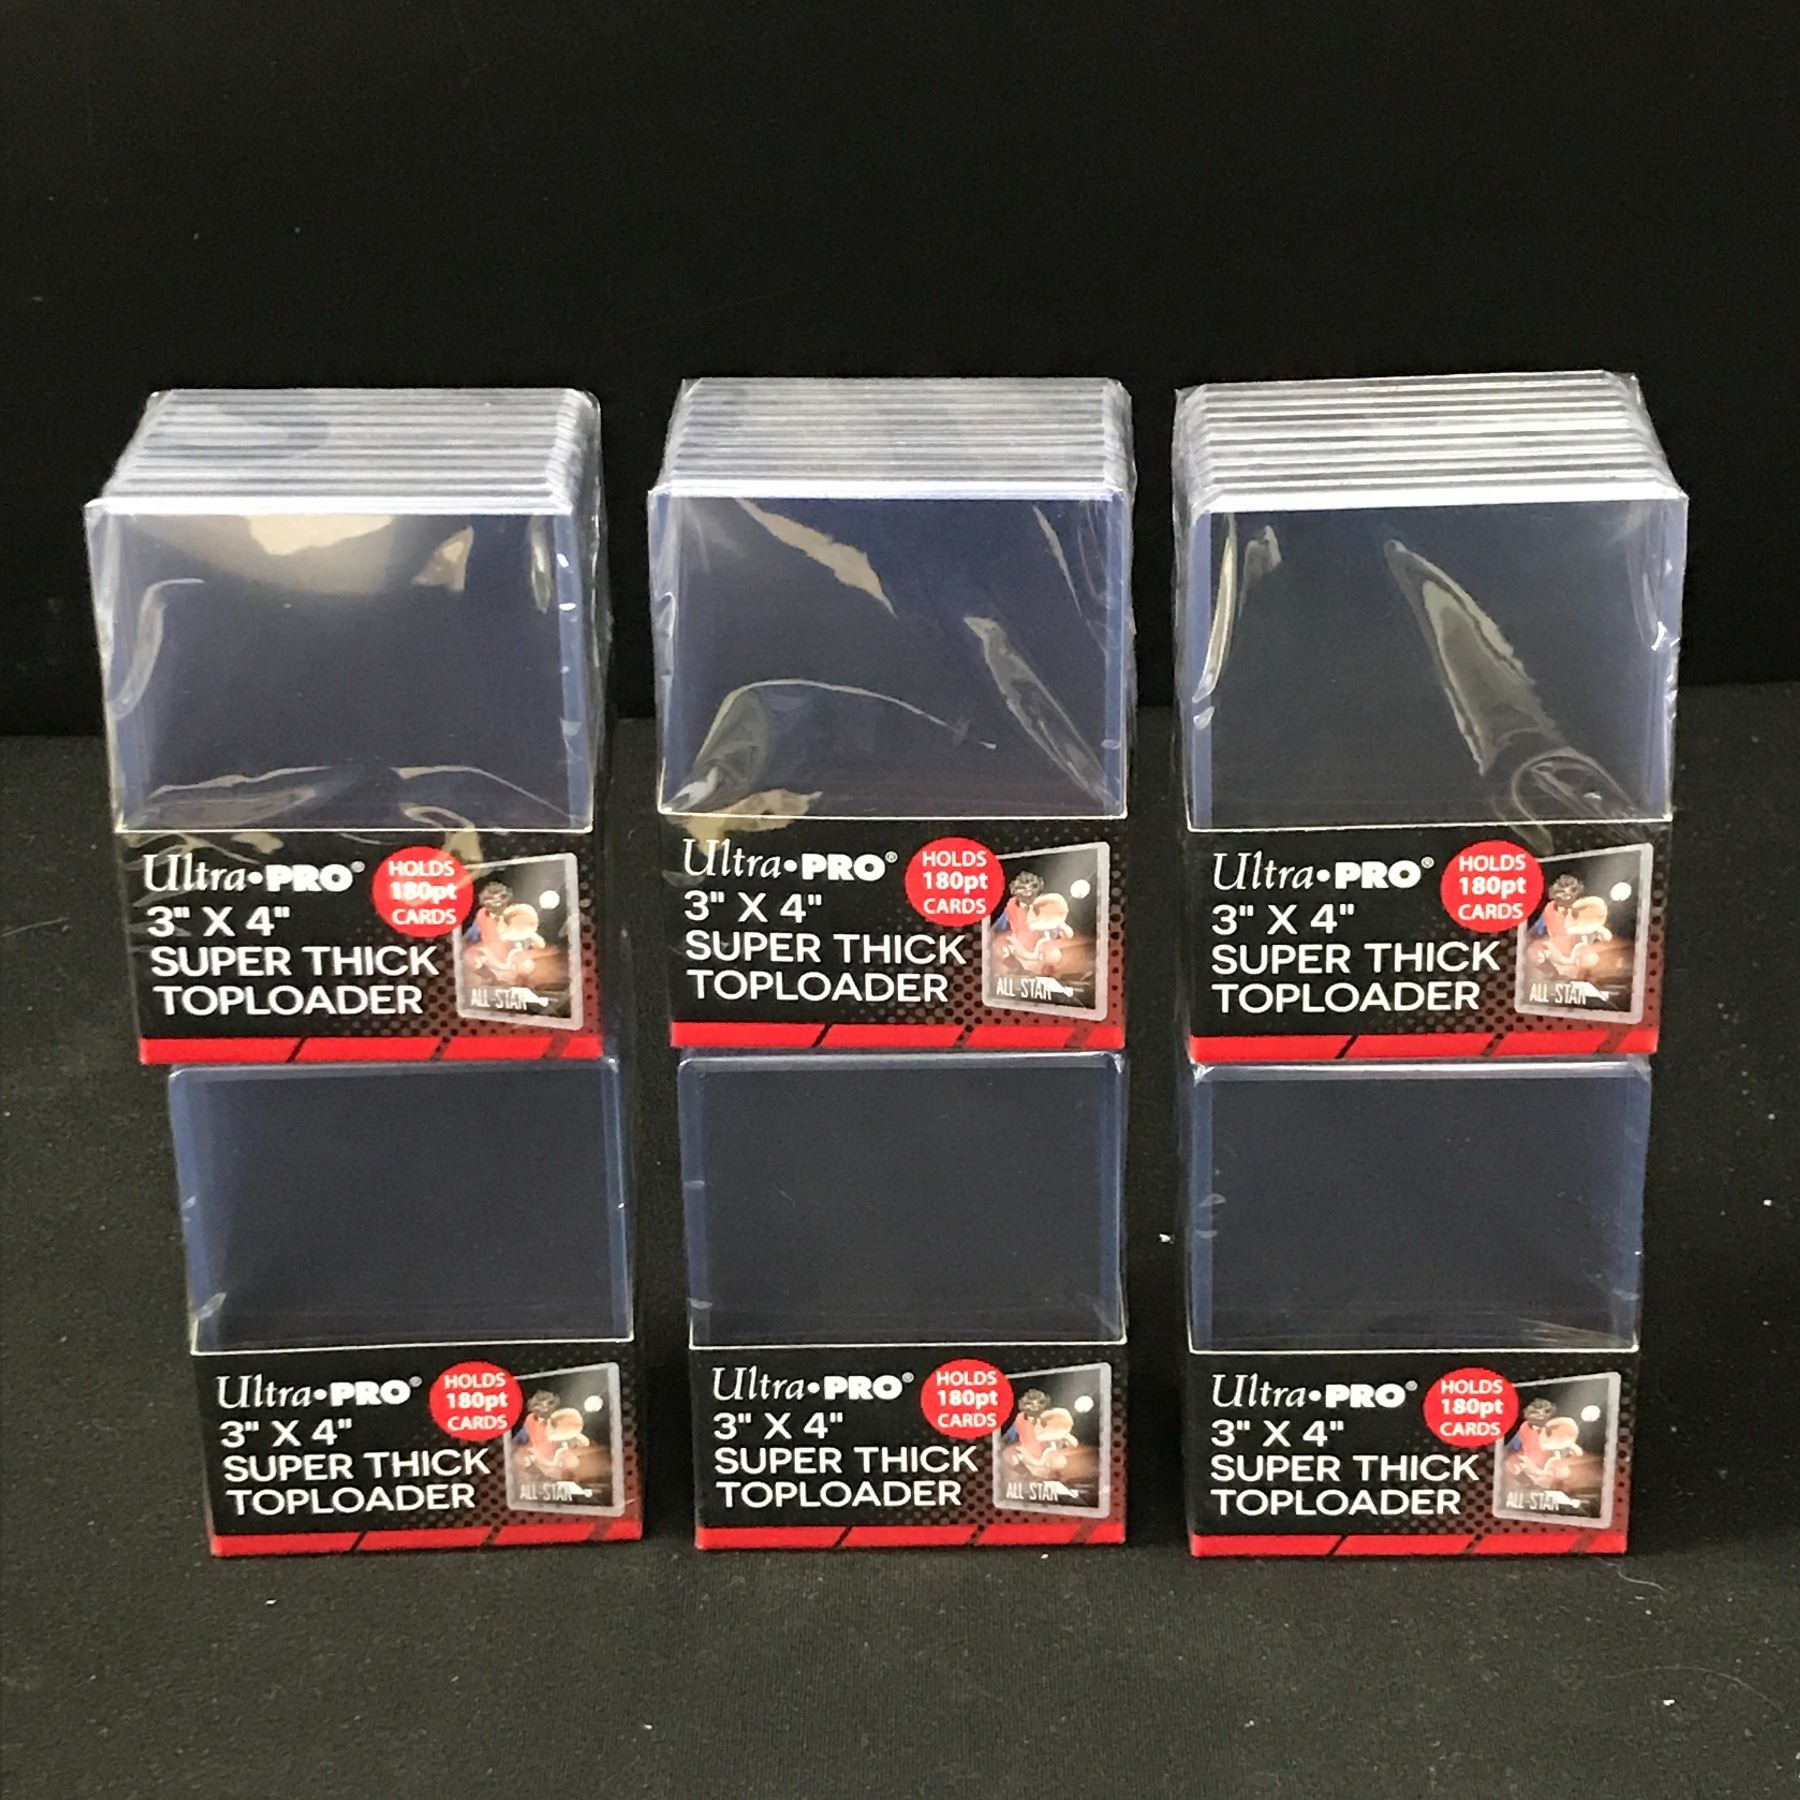 Ultra•PRO®
HOLDS
180pt
CARDS
3" X 4"
SUPER THICK
TOPLOADER
ALL-STAR
Ultra•PRO®
HOLDS
180pt
CARDS
3" X 4"
SUPER THICK
TOPLOADER
ALL-STAR
Ultra•PRO®
HOLDS
180pt
CARDS
3" X 4"
SUPER THICK
TOPLOADER
ALL-STAR
Ultra•PRO®
HOLDS
180pt
CARDS
3" X 4"
SUPER THICK
TOPLOADER
ALL-STAR
Ultra•PRO®
HOLDS
180pt
CARDS
3" X 4"
SUPER THICK
TOPLOADER
ALL-STAR
Ultra•PRO®
HOLDS
180pt
CARDS
3" X 4"
SUPER THICK
TOPLOADER
ALL-STAR